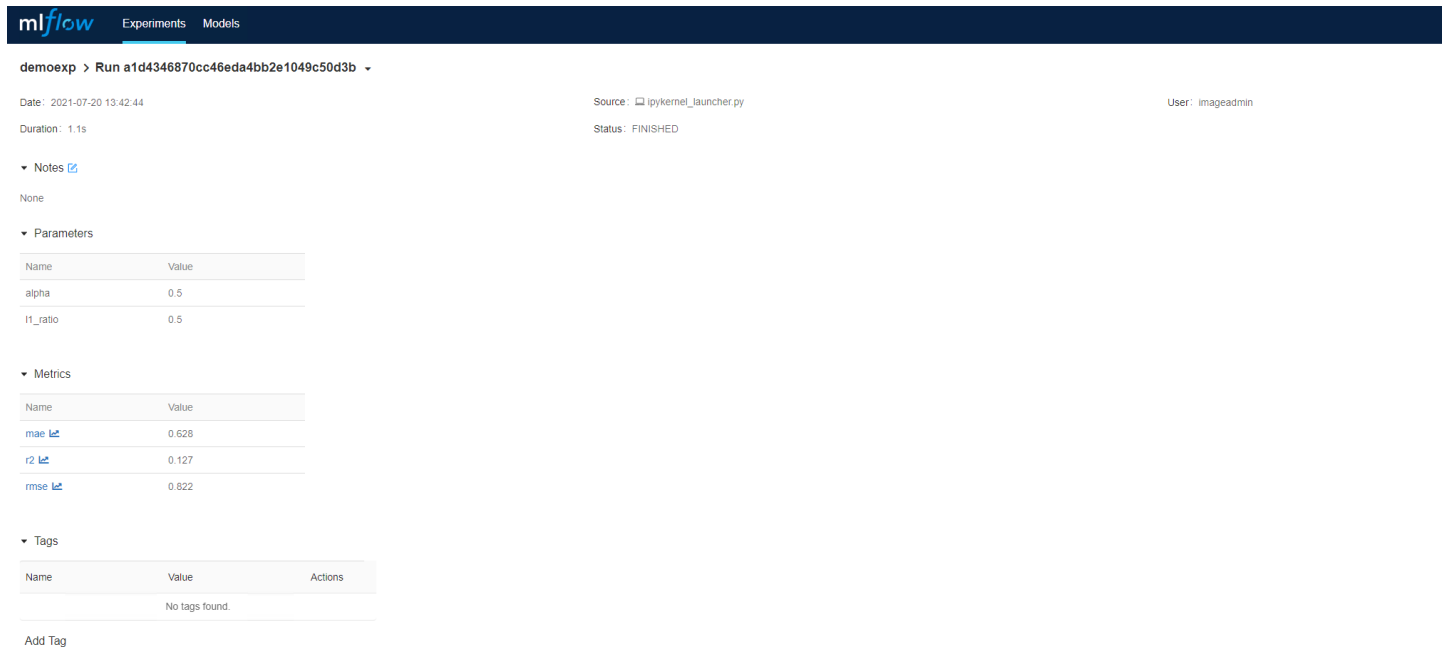 mlflow Experiments Models
demoexp > Run a1d4346870cc46eda4bb2e1049c50d3b
Date: 2021-07-20 13:42:44 Source: ipykernel_launcher.py User: imageadmin
Duration: 1.1s Status: FINISHED
Notes
None
Parameters
Name Value
alpha 0.5
l1_ratio 0.5
Metrics
Name Value
mae 0.628
r2 0.127
rmse 0.822
Tags
Name Value Actions
No tags found.
Add Tag